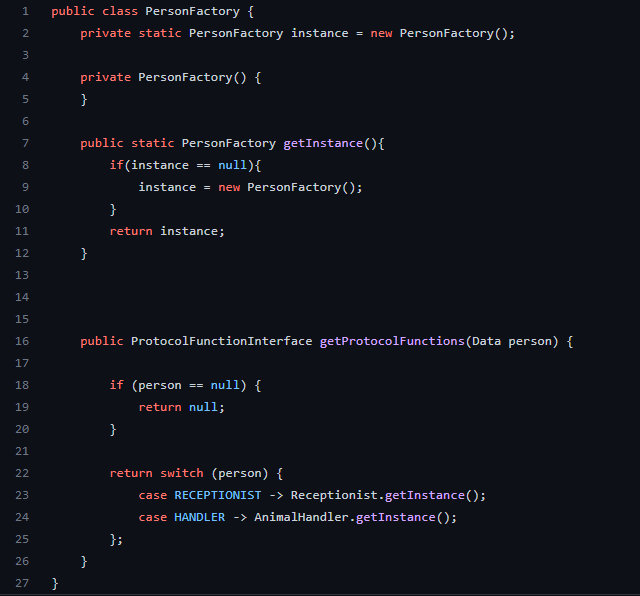 1 public class PersonFactory {
2     private static PersonFactory instance = new PersonFactory();
3
4     private PersonFactory() {
5     }
6
7     public static PersonFactory getInstance(){
8         if(instance == null){
9             instance = new PersonFactory();
10         }
11         return instance;
12     }
13
14
15
16     public ProtocolFunctionInterface getProtocolFunctions(Data person) {
17
18         if (person == null) {
19             return null;
20         }
21
22         return switch (person) {
23             case RECEPTIONIST -> Receptionist.getInstance();
24             case HANDLER -> AnimalHandler.getInstance();
25         };
26     }
27 }